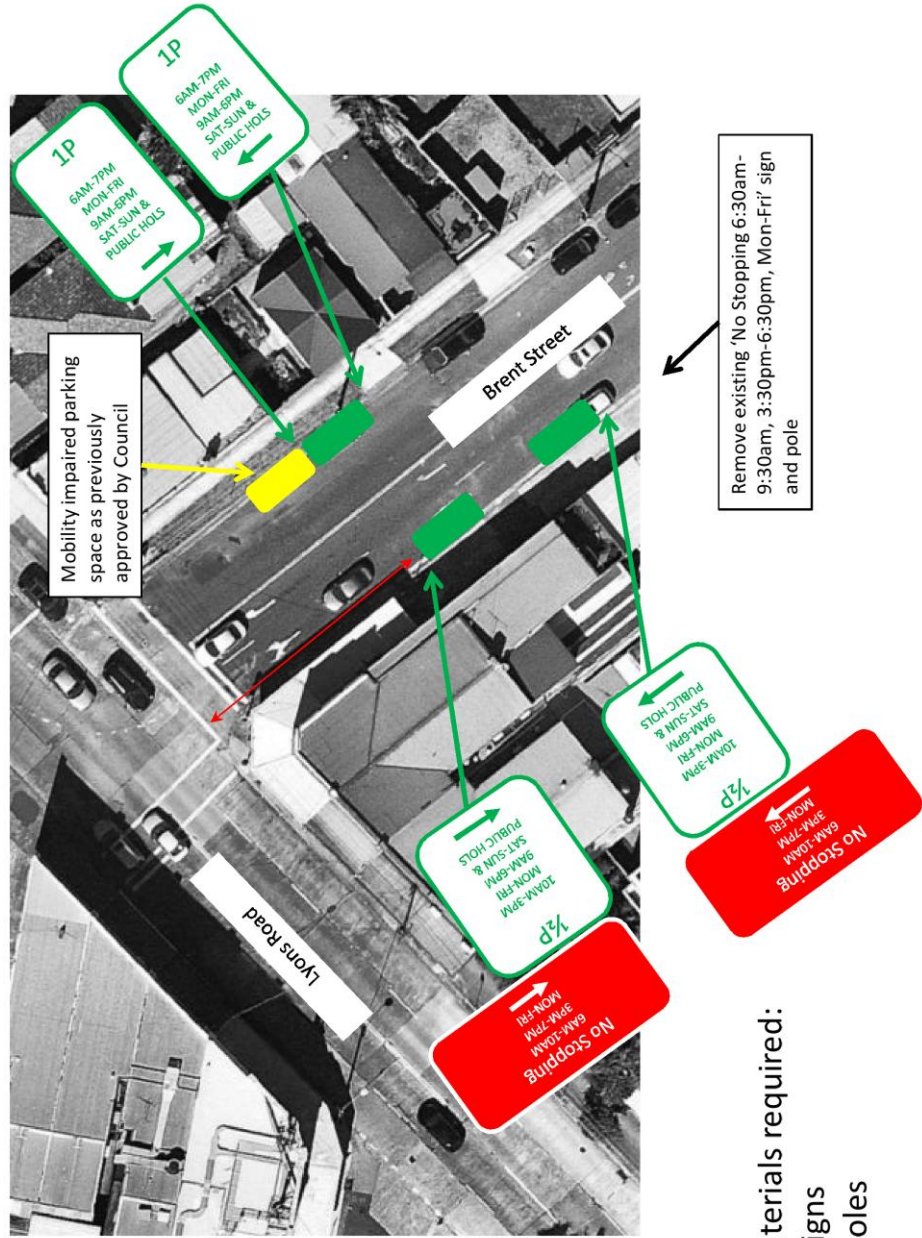 1P
6AM-7PM
MON-FRI
9AM-6PM
SAT-SUN &
PUBLIC HOLS
1P
6AM-7PM
MON-FRI
9AM-6PM
SAT-SUN &
PUBLIC HOLS
Mobility impaired parking
space as previously
approved by Council
Brent Street
Lyons Road
Remove existing 'No Stopping 6:30am-
9:30am, 3:30pm-6:30pm, Mon-Fri' sign
and pole
½P
10AM-3PM
MON-FRI
9AM-6PM
SAT-SUN &
PUBLIC HOLS
No Stopping
6AM-10AM
3PM-7PM
MON-FRI
½P
10AM-3PM
MON-FRI
9AM-6PM
SAT-SUN &
PUBLIC HOLS
No Stopping
6AM-10AM
3PM-7PM
MON-FRI
terials required:
igns
oles